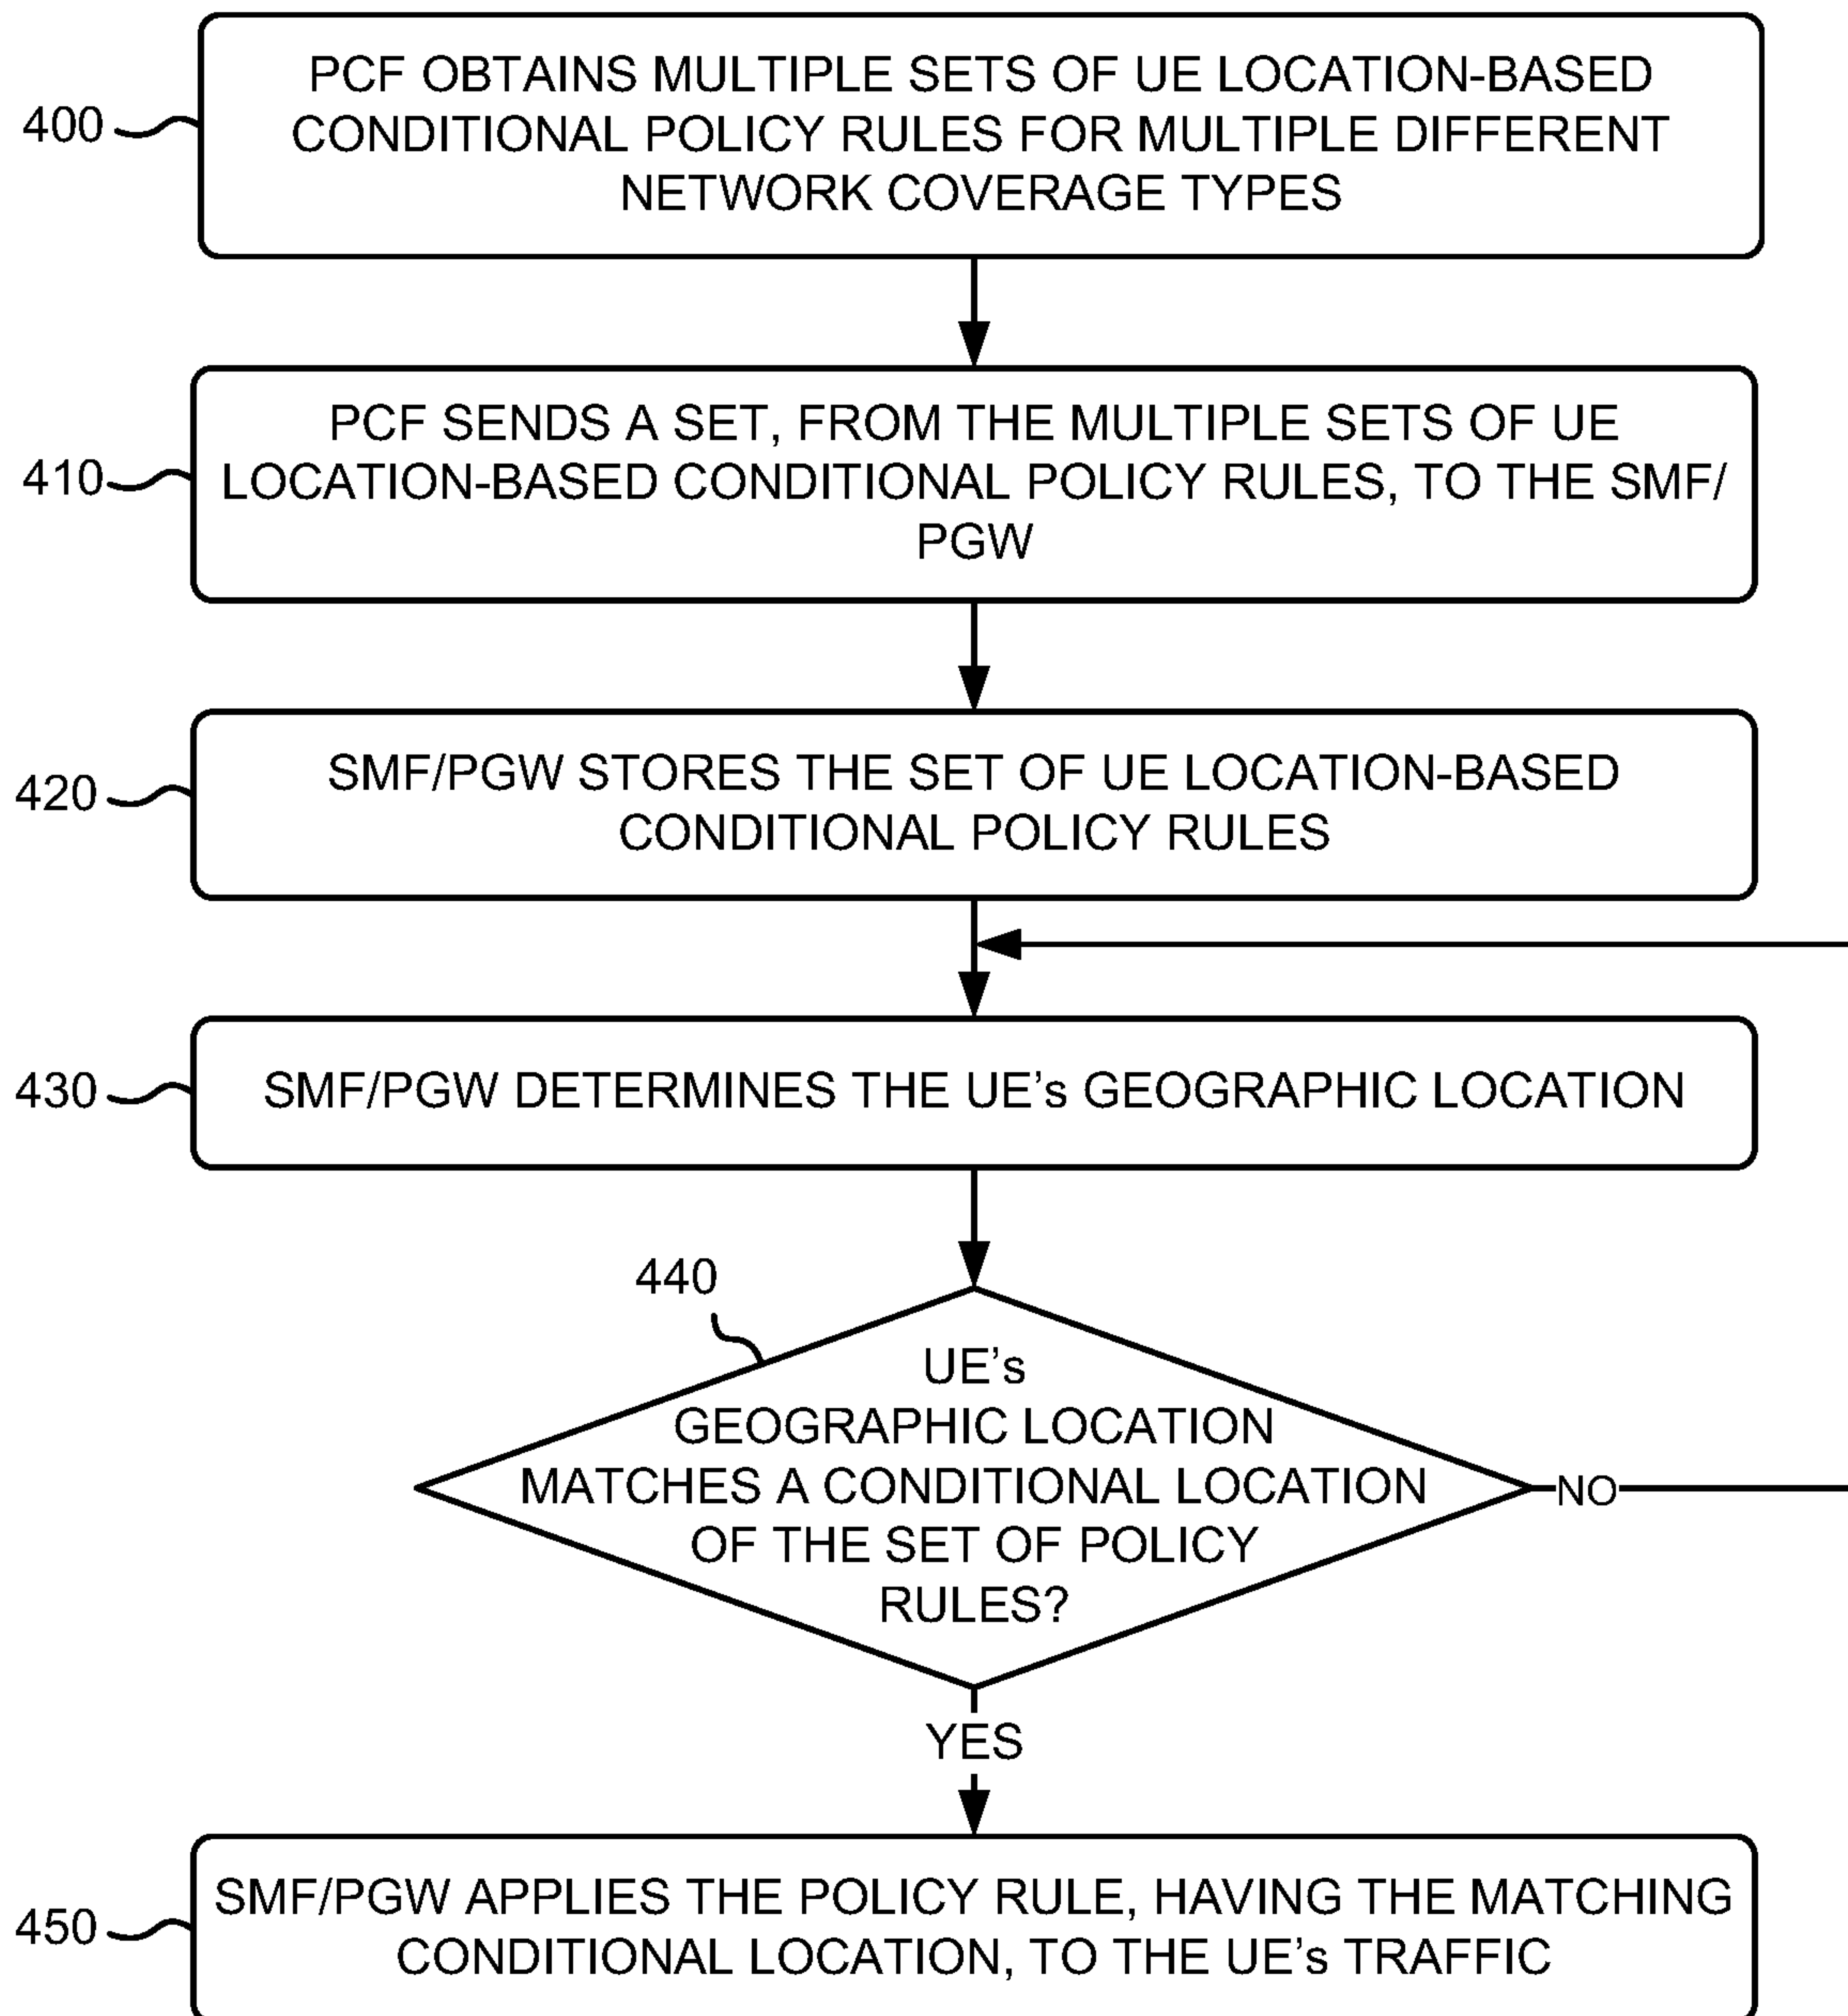 400
PCF OBTAINS MULTIPLE SETS OF UE LOCATION-BASED
CONDITIONAL POLICY RULES FOR MULTIPLE DIFFERENT
NETWORK COVERAGE TYPES
410
PCF SENDS A SET, FROM THE MULTIPLE SETS OF UE
LOCATION-BASED CONDITIONAL POLICY RULES, TO THE SMF/
PGW
420
SMF/PGW STORES THE SET OF UE LOCATION-BASED
CONDITIONAL POLICY RULES
430
SMF/PGW DETERMINES THE UE's GEOGRAPHIC LOCATION
440
UE's
GEOGRAPHIC LOCATION
MATCHES A CONDITIONAL LOCATION
OF THE SET OF POLICY
RULES?
NO
YES
450
SMF/PGW APPLIES THE POLICY RULE, HAVING THE MATCHING
CONDITIONAL LOCATION, TO THE UE's TRAFFIC